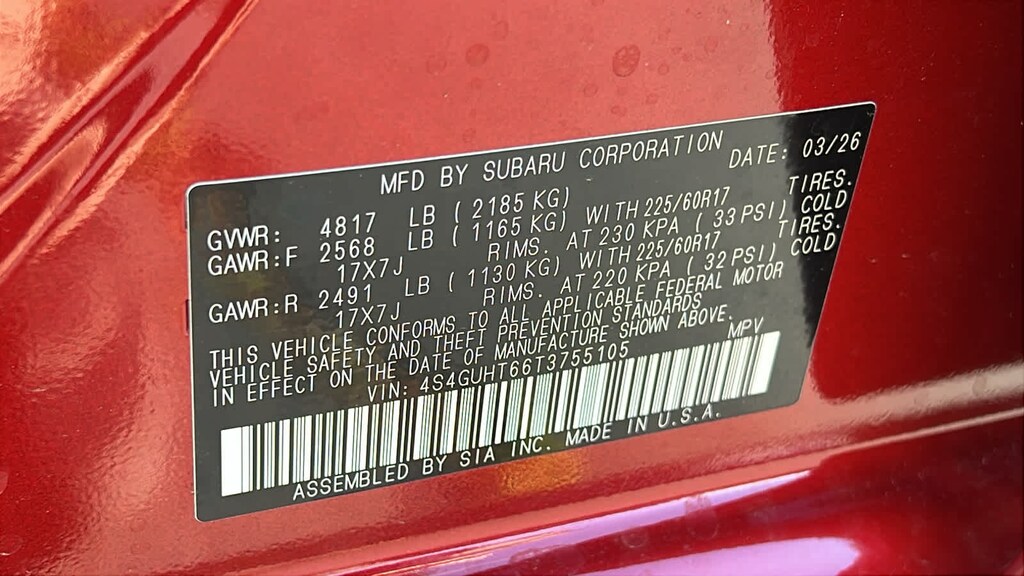 MFD BY SUBARU CORPORATION
DATE: 03/26
GVWR: 4817 LB ( 2185 KG)
GAWR:F 2568 LB ( 1165 KG) WITH 225/60R17 TIRES.
17X7J RIMS. AT 230 KPA ( 33 PSI) COLD
GAWR:R 2491 LB ( 1130 KG) WITH 225/60R17 TIRES.
17X7J RIMS. AT 220 KPA ( 32 PSI) COLD
THIS VEHICLE CONFORMS TO ALL APPLICABLE FEDERAL MOTOR
VEHICLE SAFETY AND THEFT PREVENTION STANDARDS
IN EFFECT ON THE DATE OF MANUFACTURE SHOWN ABOVE.
VIN: 4S4GUHT66T3755105 MPV
ASSEMBLED BY SIA INC. MADE IN U.S.A.